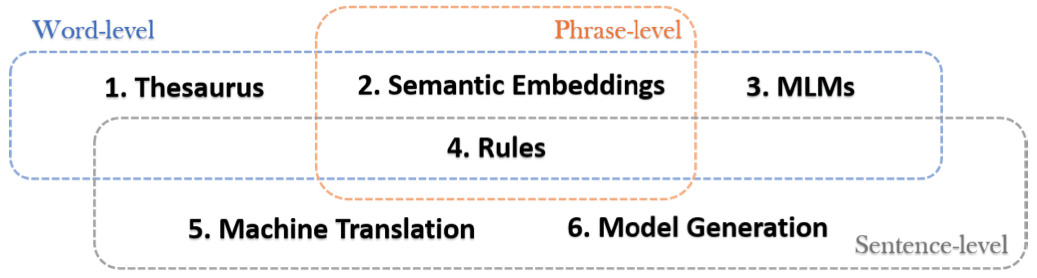 Word-level
Phrase-level
1. Thesaurus
2. Semantic Embeddings
3. MLMs
4. Rules
5. Machine Translation
6. Model Generation
Sentence-level